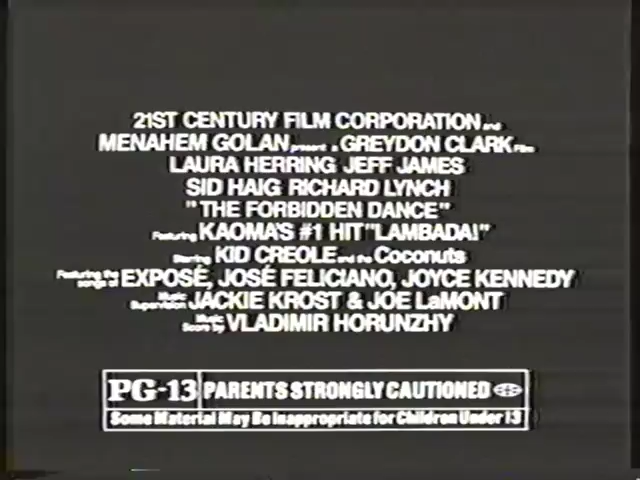 21ST CENTURY FILM CORPORATION and
MENAHEM GOLAN present a GREYDON CLARK Film
LAURA HERRING JEFF JAMES
SID HAIG RICHARD LYNCH
"THE FORBIDDEN DANCE"
Featuring KAOMA'S #1 HIT "LAMBADA!"
Starring KID CREOLE and the Coconuts
Featuring the songs of EXPOSÉ, JOSÉ FELICIANO, JOYCE KENNEDY
Music Supervision by JACKIE KROST & JOE LaMONT
Music Score by VLADIMIR HORUNZHY
PG-13 PARENTS STRONGLY CAUTIONED
Some Material May Be Inappropriate for Children Under 13